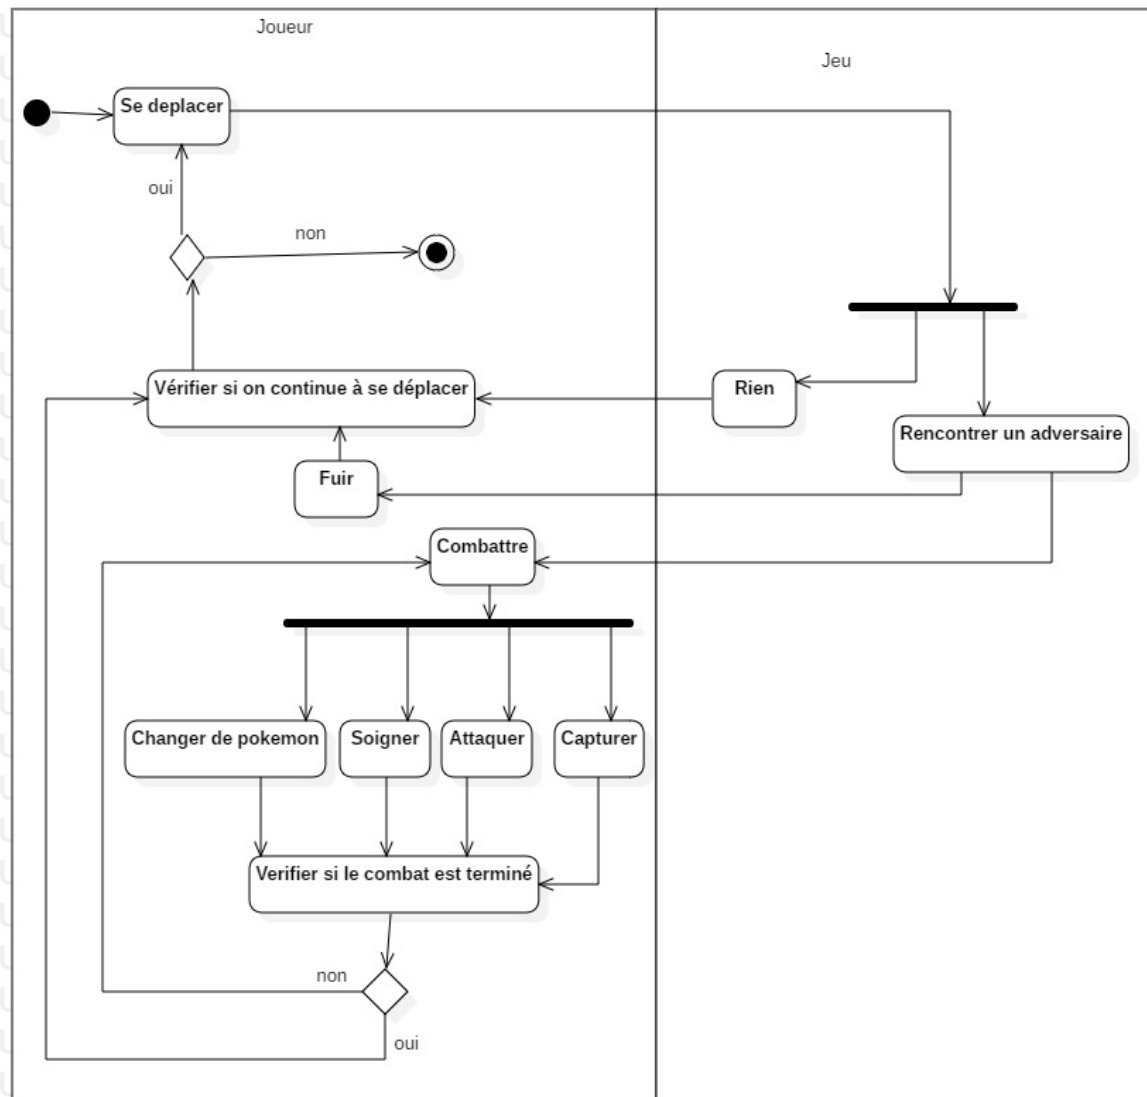 Joueur
Jeu
Se deplacer
oui
non
Vérifier si on continue à se déplacer
Rien
Rencontrer un adversaire
Fuir
Combattre
Changer de pokemon
Soigner
Attaquer
Capturer
Verifier si le combat est terminé
non
oui